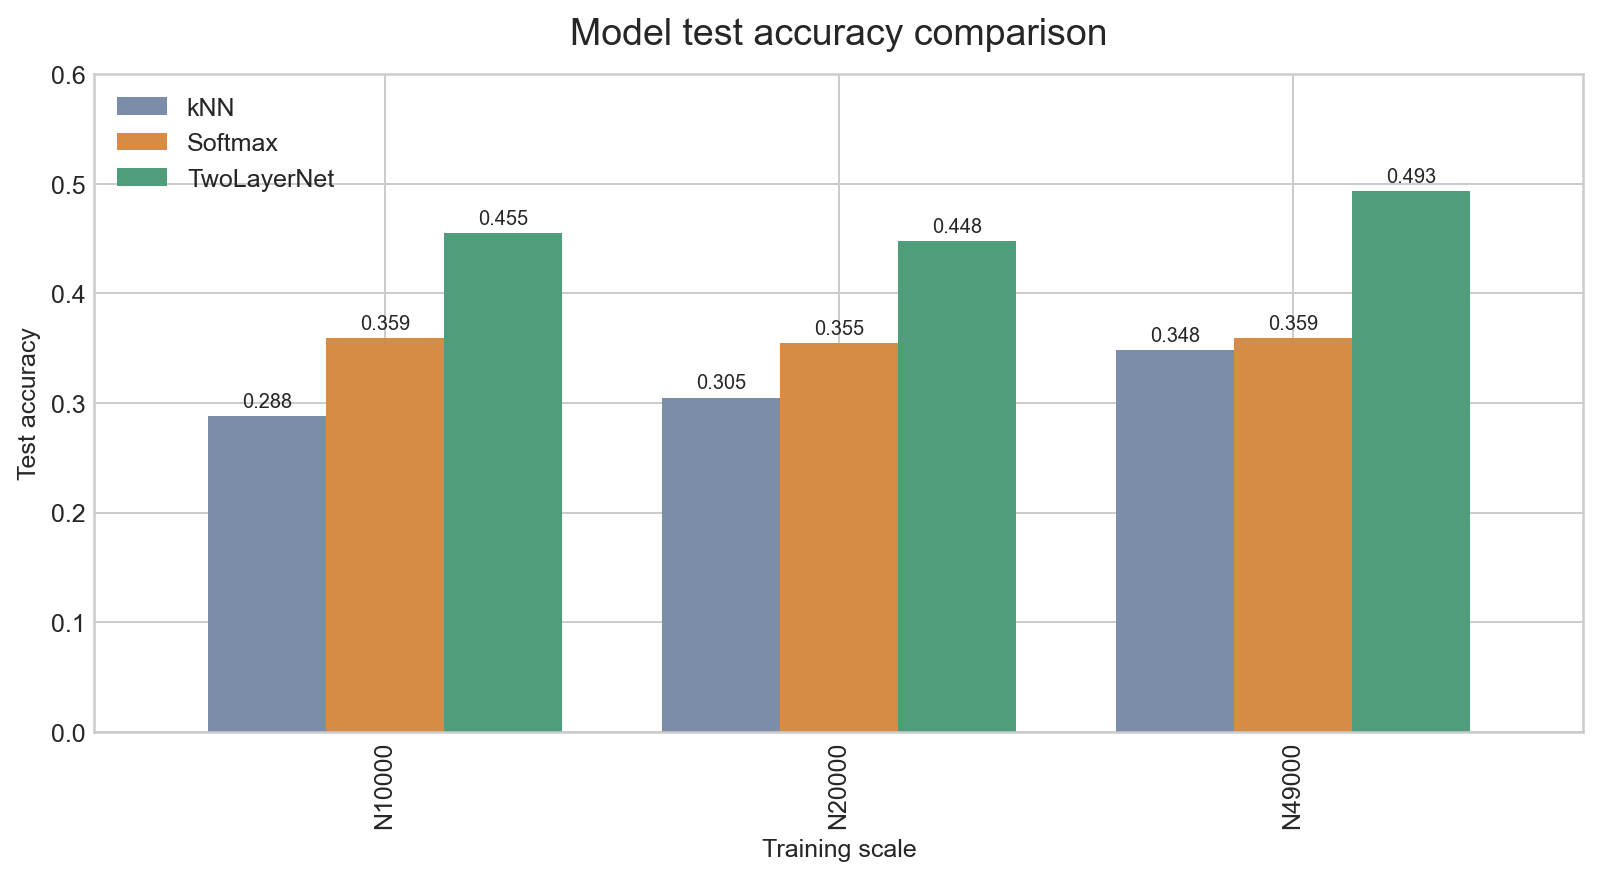 Model test accuracy comparison
0.6
0.5
0.4
0.3
0.2
0.1
0.0
Test accuracy
kNN
Softmax
TwoLayerNet
0.288
0.359
0.455
0.305
0.355
0.448
0.348
0.359
0.493
N10000
N20000
N49000
Training scale